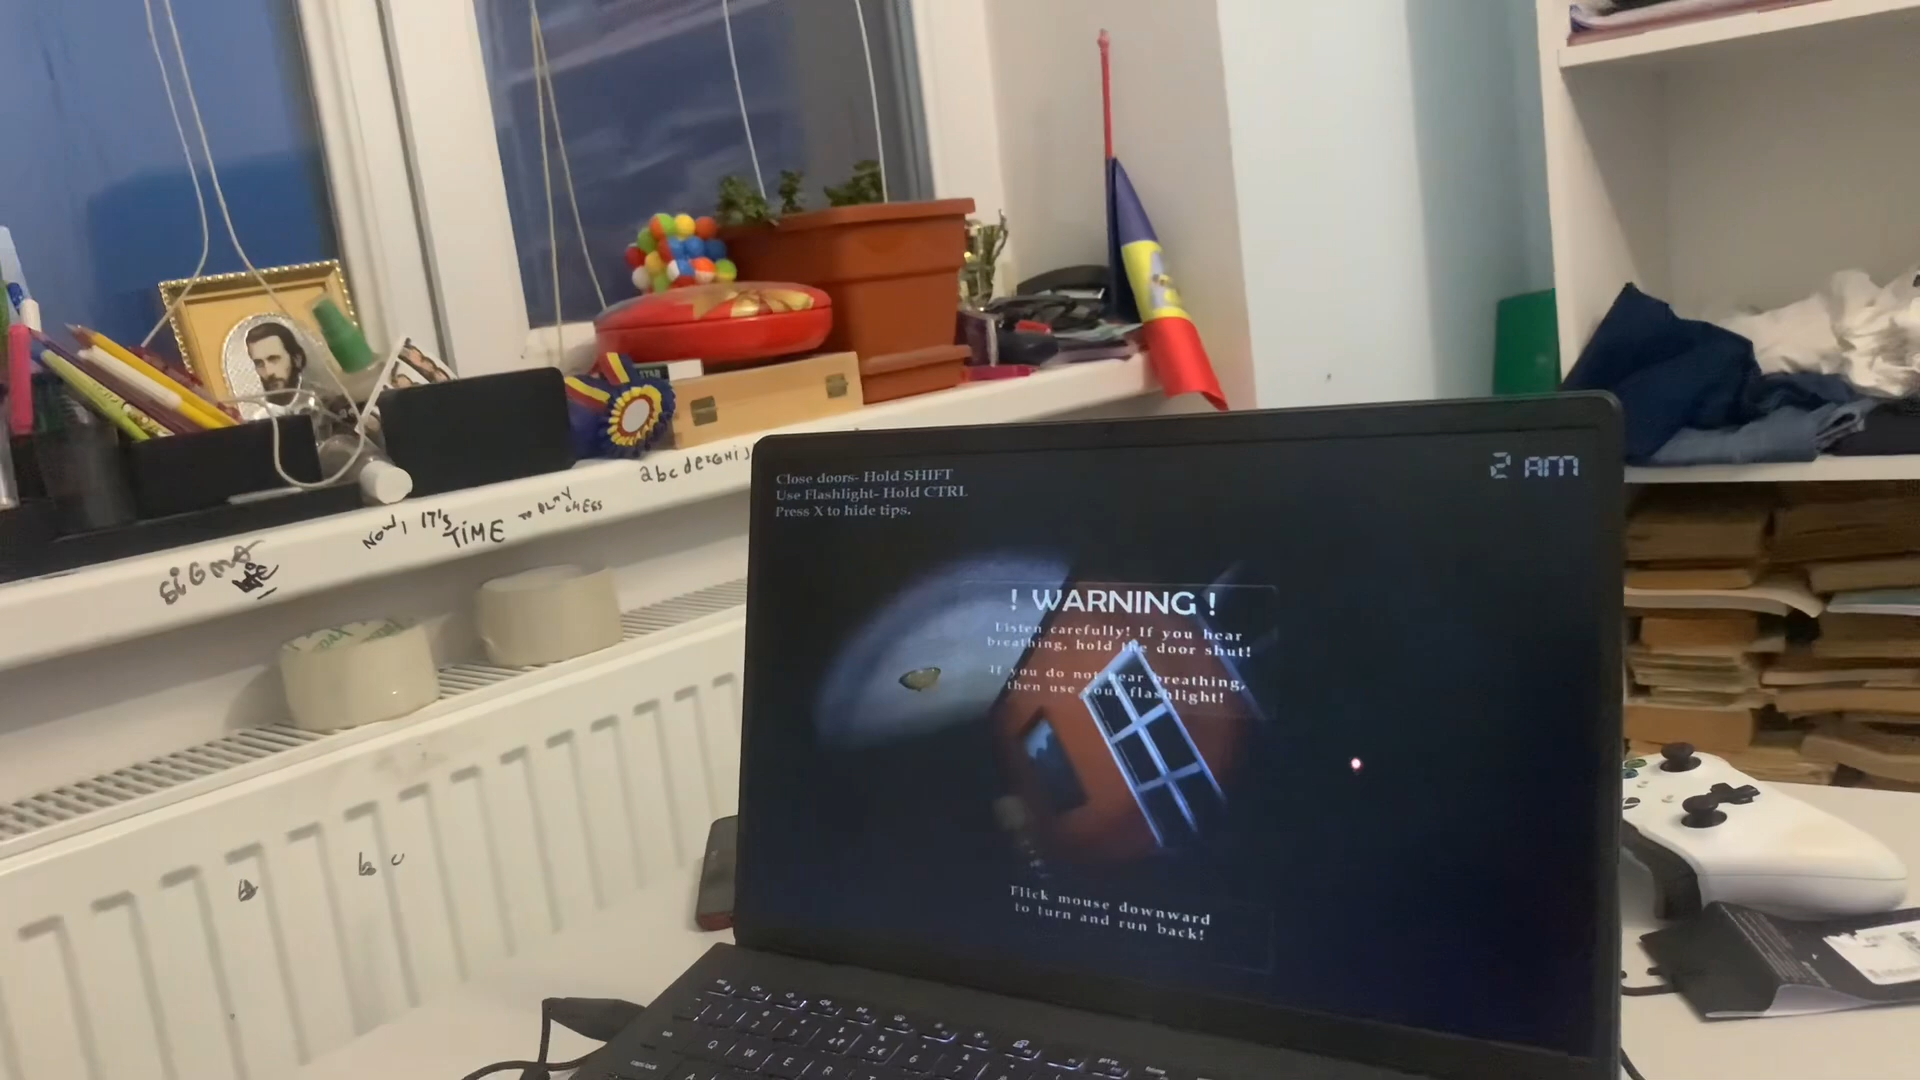 Close doors- Hold SHIFT
Use Flashlight- Hold CTRL
Press X to hide tips.
2 AM
! WARNING !
Listen carefully! If you hear
breathing, hold the door shut!
If you do not hear breathing,
then use your flashlight!
Flick mouse downward
to turn and run back!
STAR
SIGMA
NOW, IT'S
TIME
TO PLAY
CHESS
Q W E R